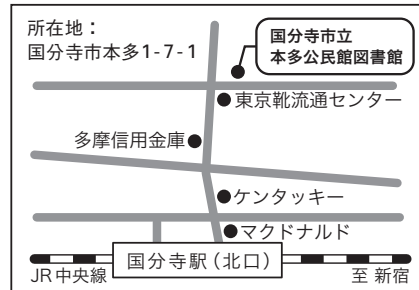 所在地：
国分寺市本多1-7-1
国分寺市立
本多公民館図書館
東京靴流通センター
多摩信用金庫
ケンタッキー
マクドナルド
国分寺駅（北口）
JR中央線
至 新宿